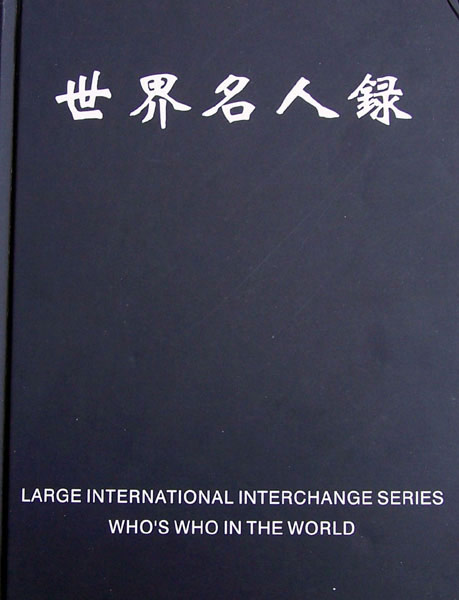 世界名人録
LARGE INTERNATIONAL INTERCHANGE SERIES
WHO'S WHO IN THE WORLD